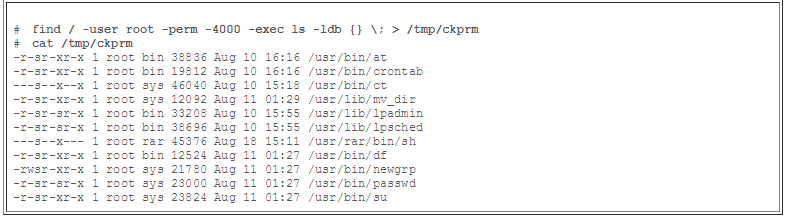 # find / -user root -perm -4000 -exec ls -ldb {} \; > /tmp/ckprm
# cat /tmp/ckprm
-r-sr-xr-x 1 root bin 38836 Aug 10 16:16 /usr/bin/at
-r-sr-xr-x 1 root bin 19812 Aug 10 16:16 /usr/bin/crontab
---s--x--x 1 root sys 46040 Aug 10 15:18 /usr/bin/ct
-r-sr-xr-x 1 root sys 12092 Aug 11 01:29 /usr/lib/mv_dir
-r-sr-sr-x 1 root bin 33208 Aug 10 15:55 /usr/lib/lpadmin
-r-sr-sr-x 1 root bin 38696 Aug 10 15:55 /usr/lib/lpsched
---s--x--- 1 root rar 45376 Aug 18 15:11 /usr/rar/bin/sh
-r-sr-xr-x 1 root bin 12524 Aug 11 01:27 /usr/bin/df
-rwsr-xr-x 1 root sys 21780 Aug 11 01:27 /usr/bin/newgrp
-r-sr-sr-x 1 root sys 23000 Aug 11 01:27 /usr/bin/passwd
-r-sr-xr-x 1 root sys 23824 Aug 11 01:27 /usr/bin/su